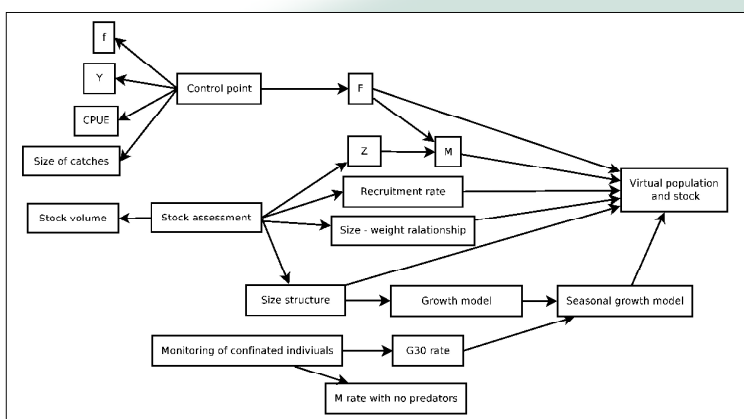 f
Y
Control point
F
CPUE
Size of catches
Z
M
Virtual population
and stock
Recruitment rate
Stock volume
Stock assessment
Size - weight ralationship
Size structure
Growth model
Seasonal growth model
Monitoring of confinated indiviuals
G30 rate
M rate with no predators